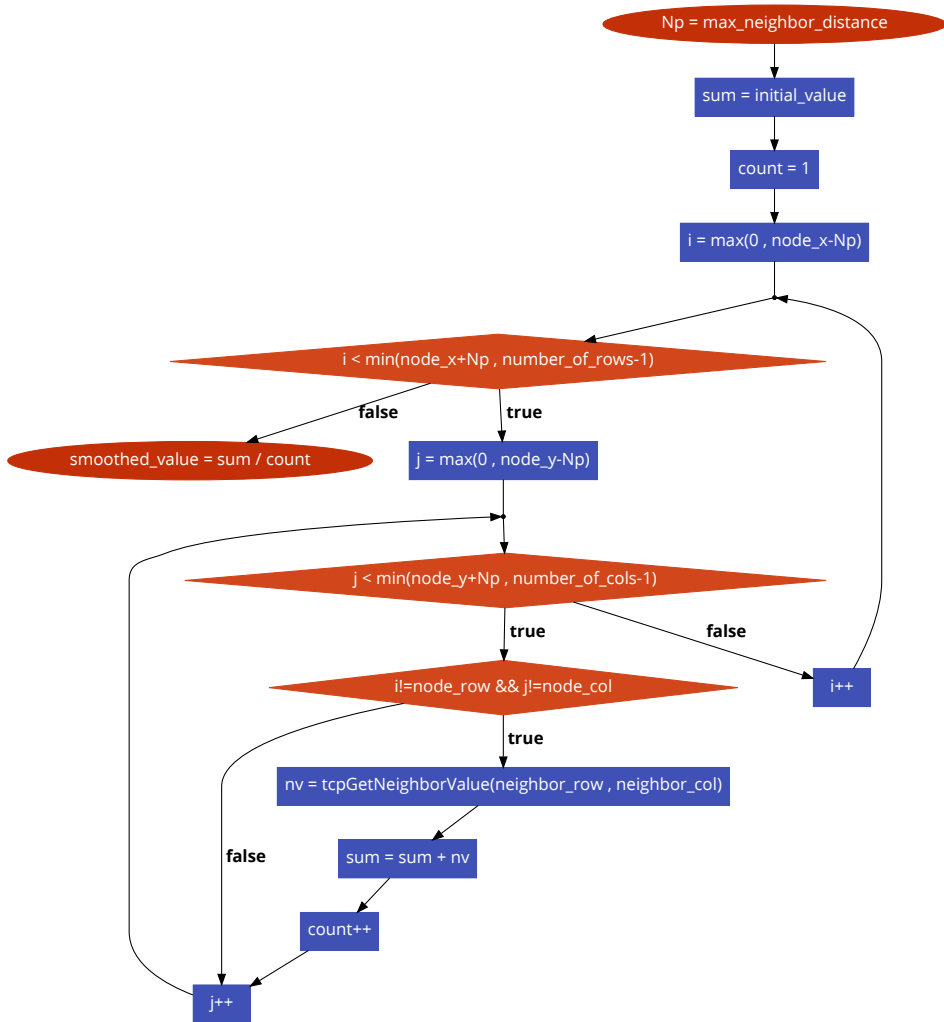 Np = max_neighbor_distance
sum = initial_value
count = 1
i = max(0 , node_x-Np)
i < min(node_x+Np , number_of_rows-1)
false
true
smoothed_value = sum / count
j = max(0 , node_y-Np)
j < min(node_y+Np , number_of_cols-1)
true
false
i!=node_row && j!=node_col
i++
true
nv = tcpGetNeighborValue(neighbor_row , neighbor_col)
false
sum = sum + nv
count++
j++